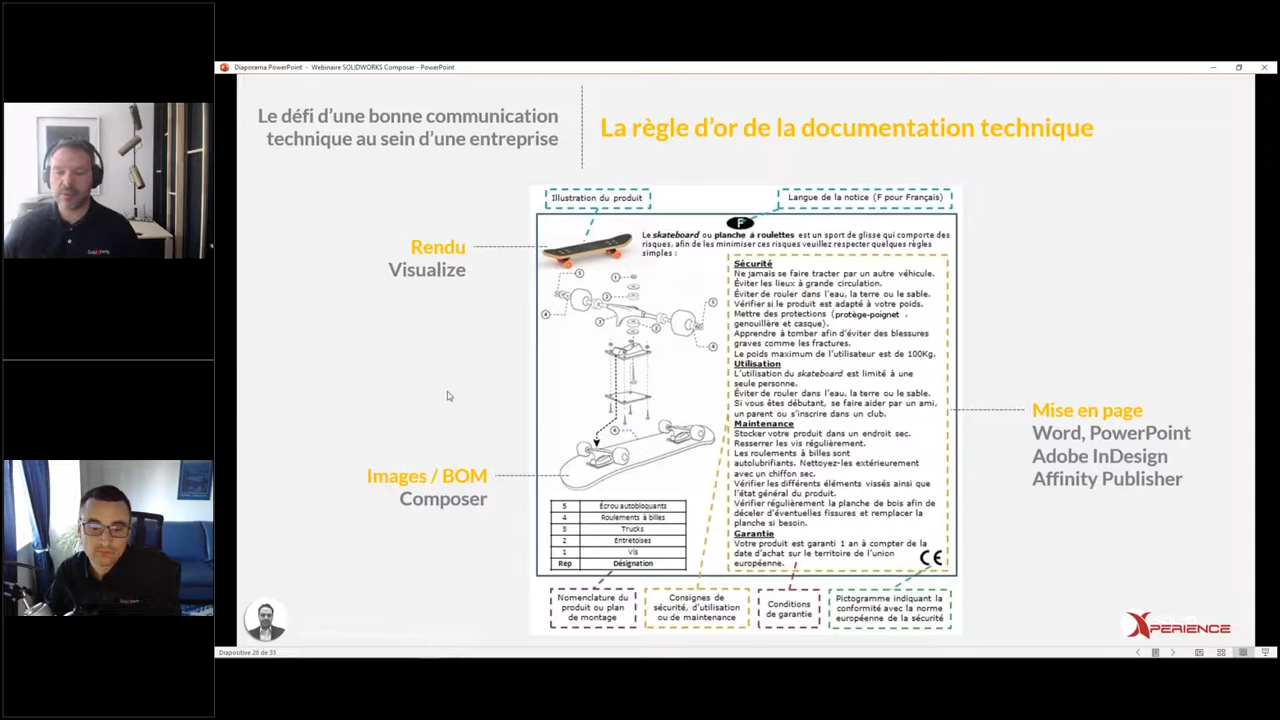 Diaporama PowerPoint - Webinaire SOLIDWORKS Composer - PowerPoint
Le défi d'une bonne communication
technique au sein d'une entreprise
La règle d'or de la documentation technique
Illustration du produit
Langue de la notice (F pour Français)
F
Le skateboard ou planche à roulettes est un sport de glisse qui comporte des
risques, afin de les minimiser ces risques veuillez respecter quelques règles
simples :
Rendu
Visualize
Sécurité
Ne jamais se faire tracter par un autre véhicule.
Éviter les lieux à grande circulation.
Éviter de rouler dans l'eau, la terre ou le sable.
Vérifier si le produit est adapté à votre poids.
Mettre des protections (protège-poignet ,
genouillère et casque).
Apprendre à tomber afin d'éviter des blessures
graves comme les fractures.
Le poids maximum de l'utilisateur est de 100Kg.
Utilisation
L'utilisation du skateboard est limité à une
seule personne.
Éviter de rouler dans l'eau, la terre ou le sable.
Si vous êtes débutant, se faire aider par un ami,
un parent ou s'inscrire dans un club.
Maintenance
Stocker votre produit dans un endroit sec.
Resserrer les vis régulièrement.
Les roulements à billes sont
autolubrifiants. Nettoyez-les extérieurement
avec un chiffon sec.
Vérifier les différents éléments vissés ainsi que
l'état général du produit.
Vérifier régulièrement la planche de bois afin de
déceler d'éventuelles fissures et remplacer la
planche si besoin.
Garantie
Votre produit est garanti 1 an à compter de la
date d'achat sur le territoire de l'union
européenne.
CE
Images / BOM
Composer
Mise en page
Word, PowerPoint
Adobe InDesign
Affinity Publisher
5 Écrou autobloquants
4 Roulements à billes
3 Trucks
2 Entretoises
1 Vis
Rep Désignation
Nomenclature du
produit ou plan
de montage
Consignes de
sécurité, d'utilisation
ou de maintenance
Conditions
de garantie
Pictogramme indiquant la
conformité avec la norme
européenne de la sécurité
XPERIENCE
Diapositive 28 de 33